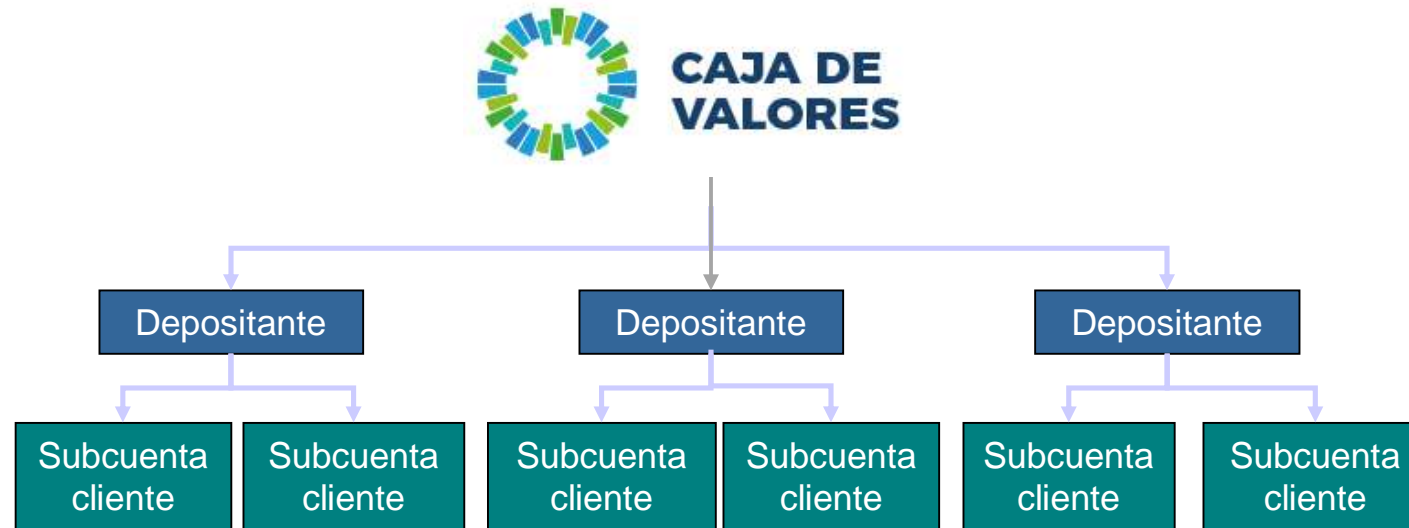 CAJA DE
VALORES
Depositante
Depositante
Depositante
Subcuenta
cliente
Subcuenta
cliente
Subcuenta
cliente
Subcuenta
cliente
Subcuenta
cliente
Subcuenta
cliente